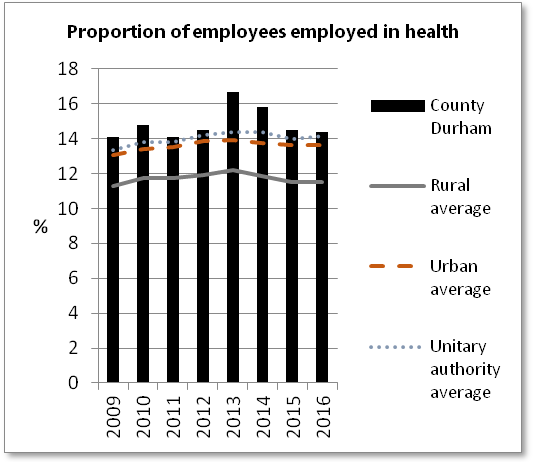 Proportion of employees employed in health
18
16
14
12
10
8
6
4
2
0
%
2009
2010
2011
2012
2013
2014
2015
2016
County
Durham
Rural
average
Urban
average
Unitary
authority
average